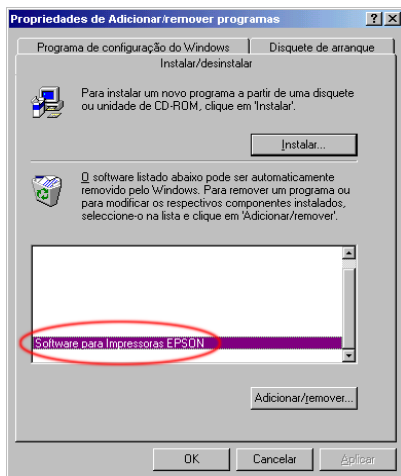 Propriedades de Adicionar/remover programas
Programa de configuração do Windows
Disquete de arranque
Instalar/desinstalar
Para instalar um novo programa a partir de uma disquete
ou unidade de CD-ROM, clique em 'Instalar'.
Instalar...
O software listado abaixo pode ser automaticamente
removido pelo Windows. Para remover um programa ou
para modificar os respectivos componentes instalados,
seleccione-o na lista e clique em 'Adicionar/remover'.
Software para Impressoras EPSON
Adicionar/remover...
OK
Cancelar
Aplicar